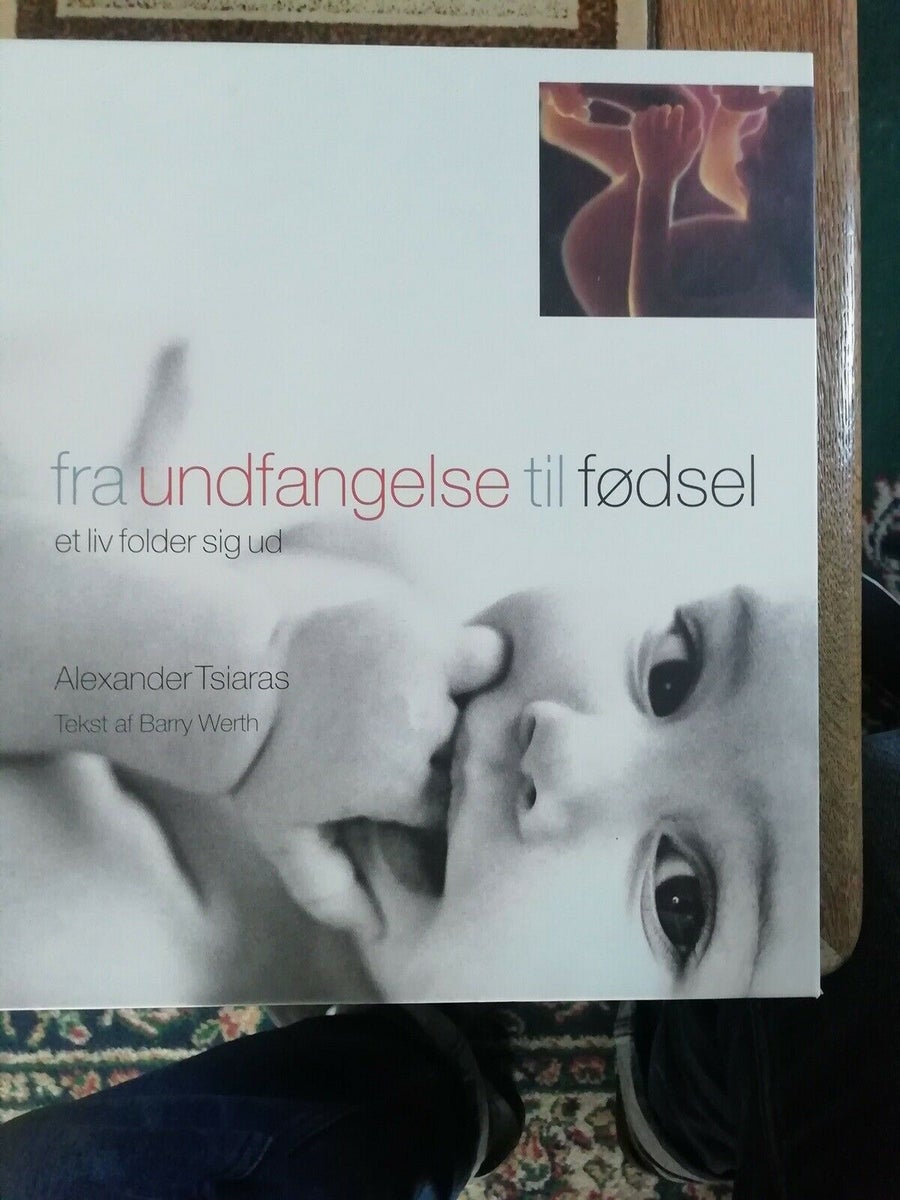 fra undfangelse til fødsel
et liv folder sig ud
Alexander Tsiaras
Tekst af Barry Werth